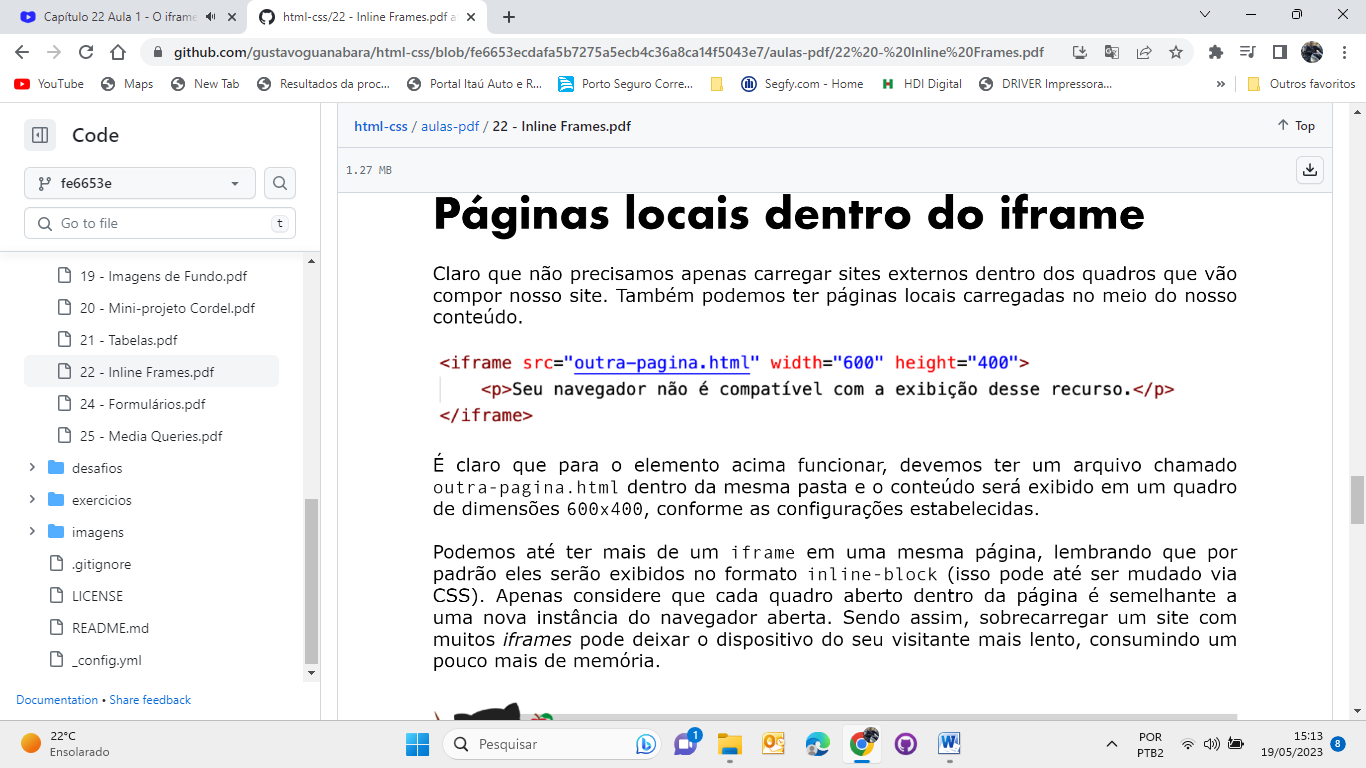 Capítulo 22 Aula 1 - O iframe
html-css/22 - Inline Frames.pdf a
github.com/gustavoguanabara/html-css/blob/fe6653ecdafa5b7275a5ecb4c36a8ca14f5043e7/aulas-pdf/22%20-%20Inline%20Frames.pdf
YouTube Maps New Tab Resultados da proc... Portal Itaú Auto e R... Porto Seguro Corre... Segfy.com - Home HDI Digital DRIVER Impressora... » Outros favoritos
Code
fe6653e
Go to file t
19 - Imagens de Fundo.pdf
20 - Mini-projeto Cordel.pdf
21 - Tabelas.pdf
22 - Inline Frames.pdf
24 - Formulários.pdf
25 - Media Queries.pdf
desafios
exercicios
imagens
.gitignore
LICENSE
README.md
_config.yml
Documentation • Share feedback
html-css / aulas-pdf / 22 - Inline Frames.pdf
Top
1.27 MB
Páginas locais dentro do iframe
Claro que não precisamos apenas carregar sites externos dentro dos quadros que vão
compor nosso site. Também podemos ter páginas locais carregadas no meio do nosso
conteúdo.
<iframe src="outra-pagina.html" width="600" height="400">
<p>Seu navegador não é compatível com a exibição desse recurso.</p>
</iframe>
É claro que para o elemento acima funcionar, devemos ter um arquivo chamado
outra-pagina.html dentro da mesma pasta e o conteúdo será exibido em um quadro
de dimensões 600x400, conforme as configurações estabelecidas.
Podemos até ter mais de um iframe em uma mesma página, lembrando que por
padrão eles serão exibidos no formato inline-block (isso pode até ser mudado via
CSS). Apenas considere que cada quadro aberto dentro da página é semelhante a
uma nova instância do navegador aberta. Sendo assim, sobrecarregar um site com
muitos iframes pode deixar o dispositivo do seu visitante mais lento, consumindo um
pouco mais de memória.
22°C
Ensolarado
Pesquisar
1
POR
PTB2
15:13
19/05/2023
8